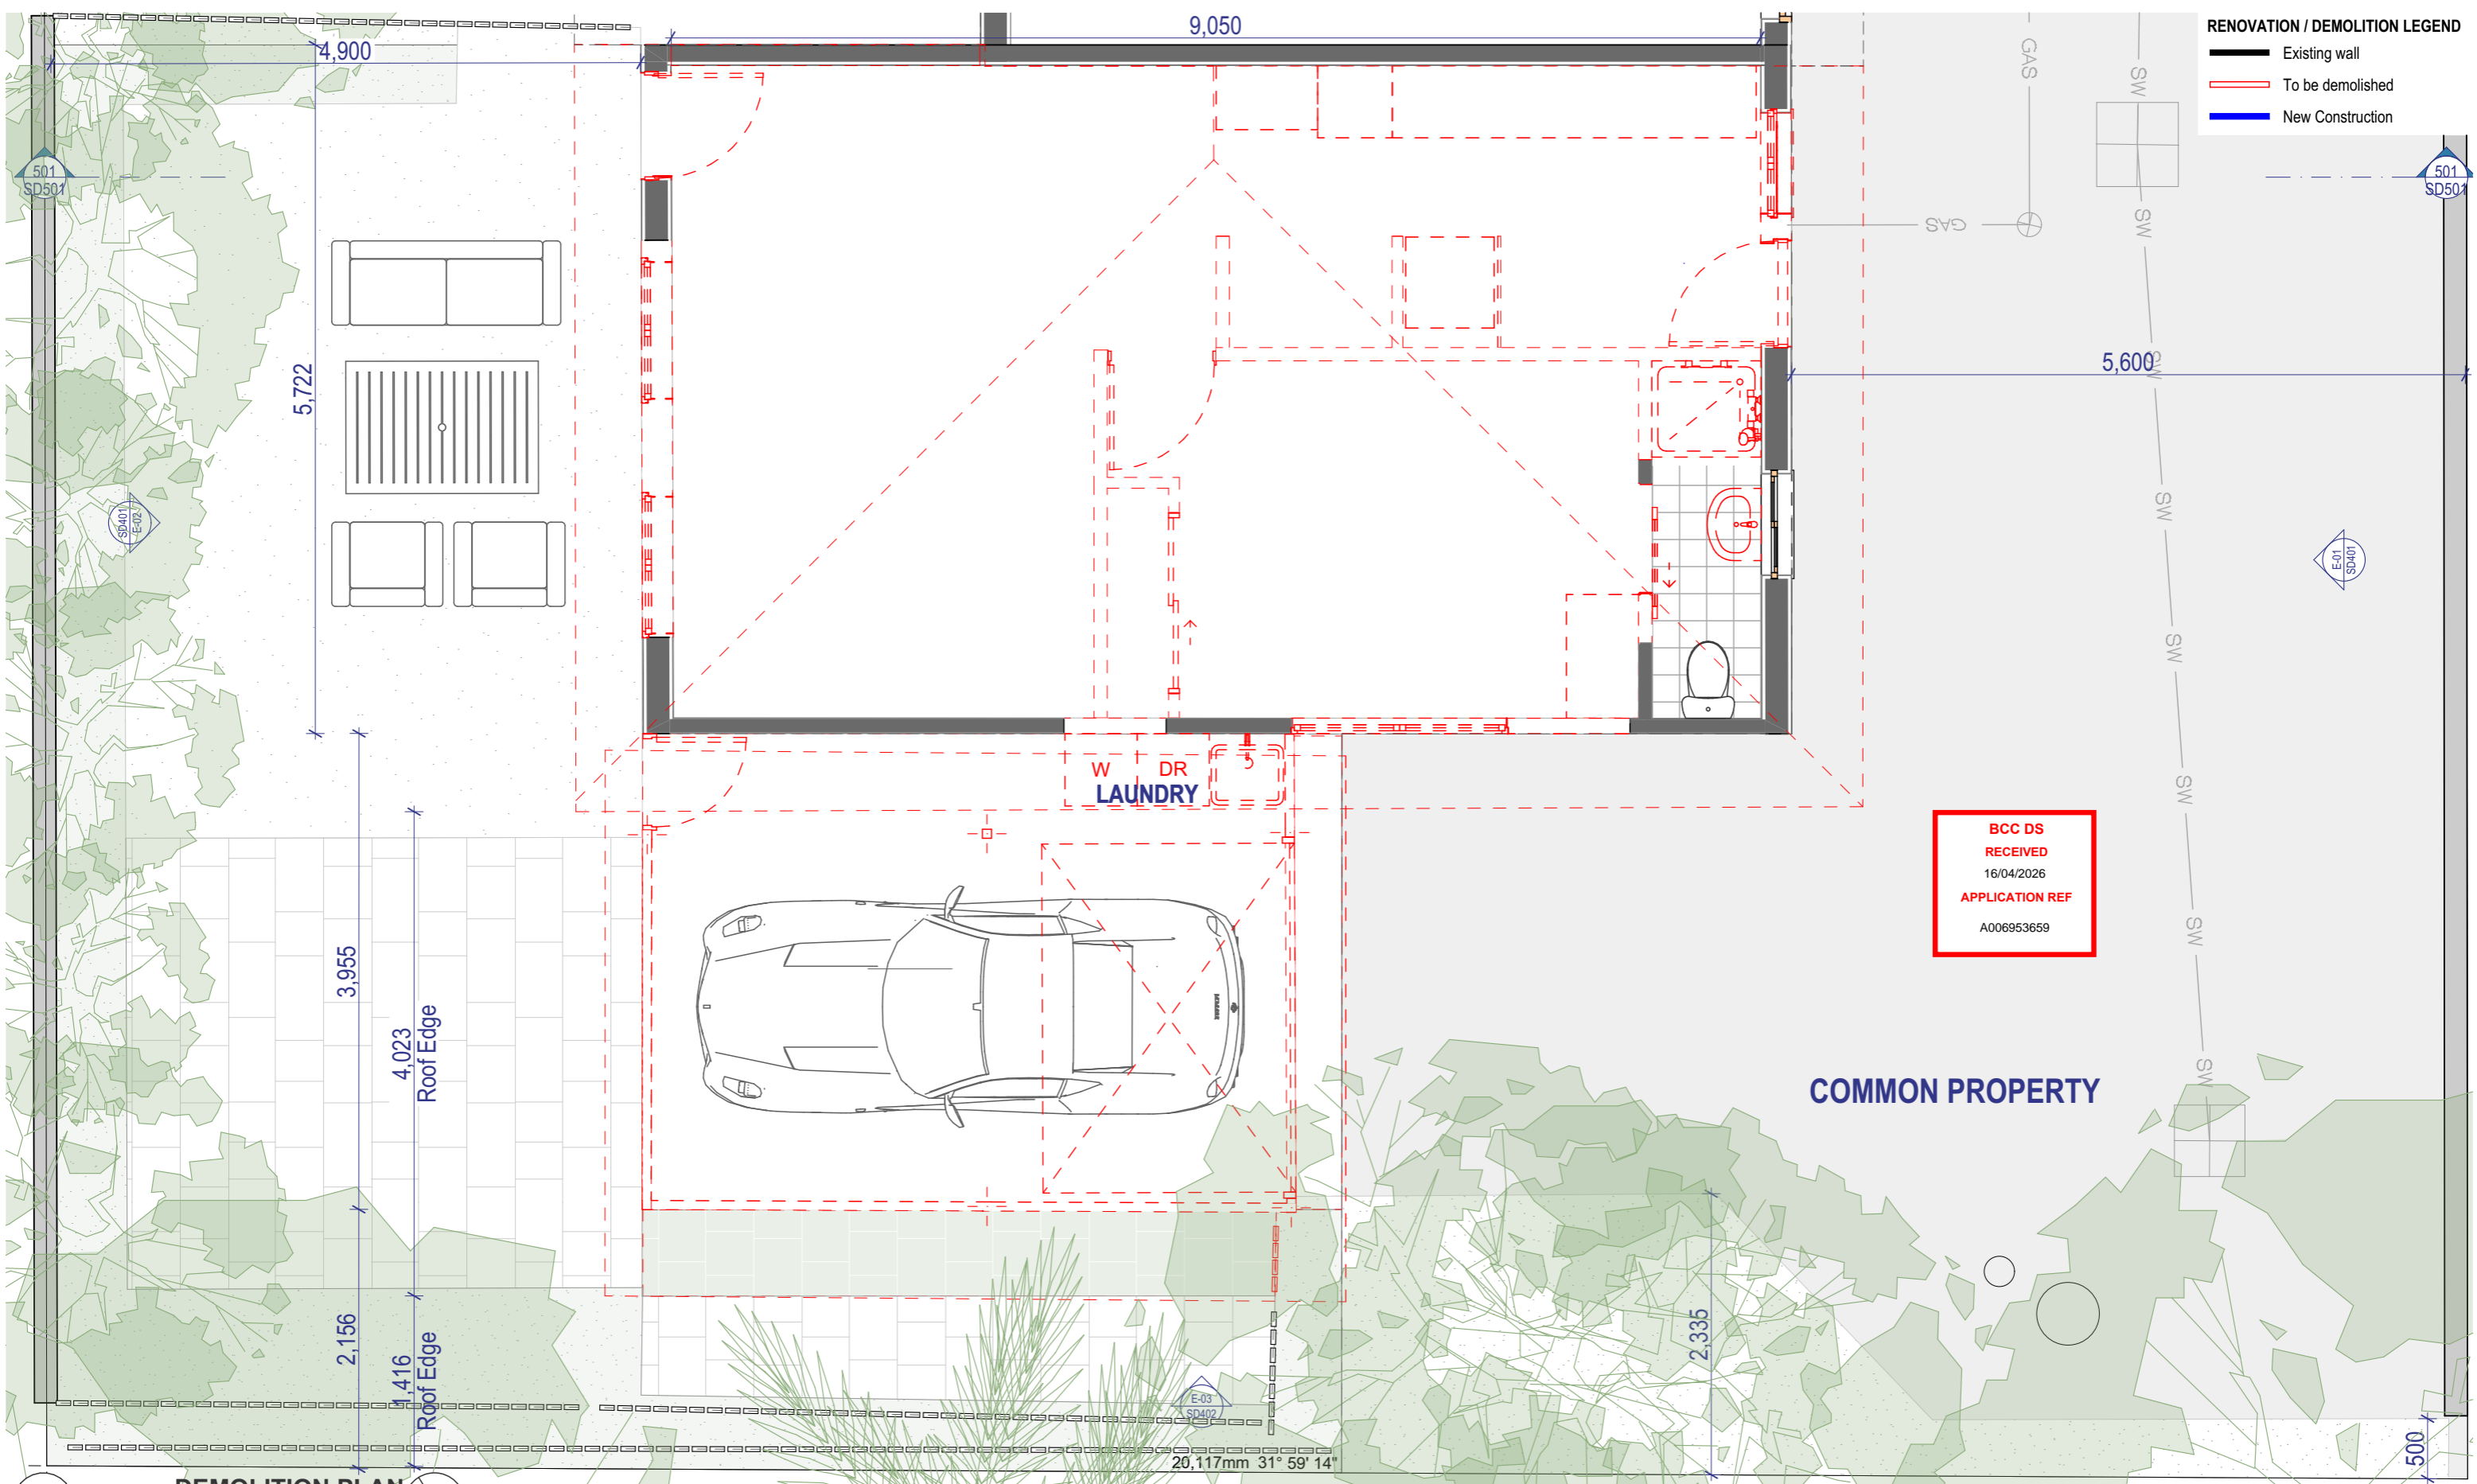 RENOVATION / DEMOLITION LEGEND
Existing wall
To be demolished
New Construction
9,050
4,900
GAS
SW
501
SD501
501
SD501
SW
GAS
5,600
SW
5,722
SW
SD401
E-02
E-01
SD401
SW
W
DR
LAUNDRY
SW
BCC DS
RECEIVED
16/04/2026
APPLICATION REF
A006953659
SW
3,955
4,023
Roof Edge
SW
COMMON PROPERTY
2,156
1,416
Roof Edge
2,335
E-03
SD402
500
20,117mm 31° 59' 14"
DEMOLITION PLAN